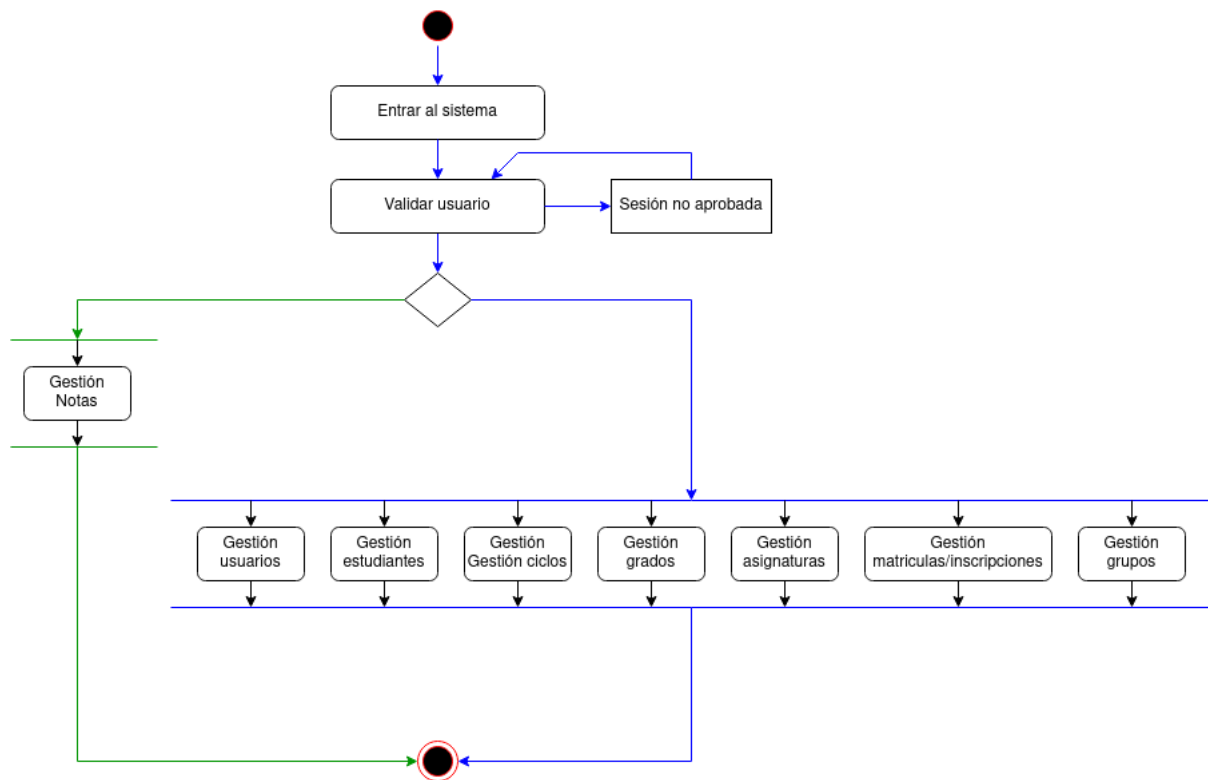 Entrar al sistema
Validar usuario
Sesión no aprobada
Gestión
Notas
Gestión
usuarios
Gestión
estudiantes
Gestión
Gestión ciclos
Gestión
grados
Gestión
asignaturas
Gestión
matriculas/inscripciones
Gestión
grupos